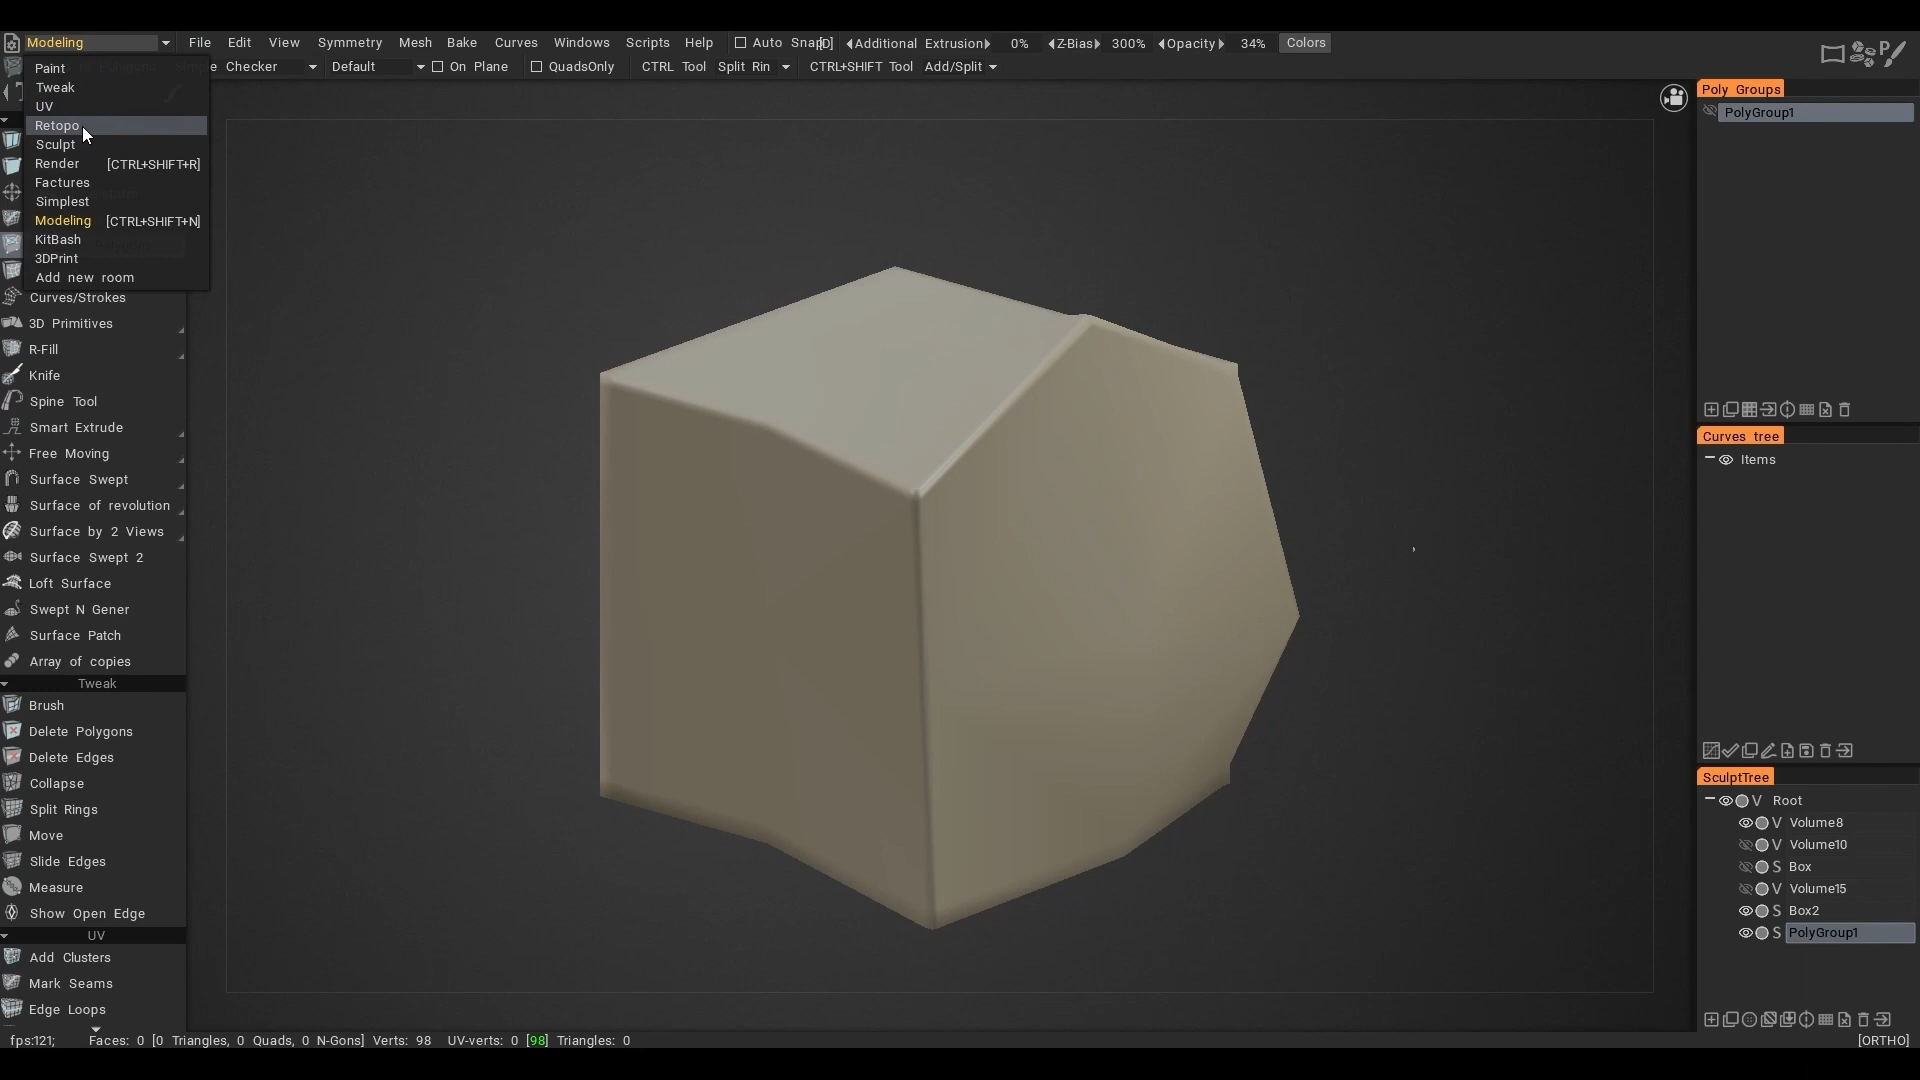 Modeling File Edit View Symmetry Mesh Bake Curves Windows Scripts Help Auto Snap Additional Extrusion 0% Z-Bias 300% Opacity 34% Colors
Checker Default On Plane QuadsOnly CTRL Tool Split Rin CTRL+SHIFT Tool Add/Split
Paint
Tweak
UV
Retopo
Sculpt
Render [CTRL+SHIFT+R]
Factures
Simplest
Modeling [CTRL+SHIFT+N]
KitBash
3DPrint
Add new room
Curves/Strokes
3D Primitives
R-Fill
Knife
Spine Tool
Smart Extrude
Free Moving
Surface Swept
Surface of revolution
Surface by 2 Views
Surface Swept 2
Loft Surface
Swept N Gener
Surface Patch
Array of copies
Tweak
Brush
Delete Polygons
Delete Edges
Collapse
Split Rings
Move
Slide Edges
Measure
Show Open Edge
UV
Add Clusters
Mark Seams
Edge Loops
Poly Groups
PolyGroup1
Curves tree
Items
SculptTree
V Root
V Volume8
V Volume10
S Box
V Volume15
S Box2
S PolyGroup1
fps:121; Faces: 0 [0 Triangles, 0 Quads, 0 N-Gons] Verts: 98 UV-verts: 0 [98] Triangles: 0 [ORTHO]